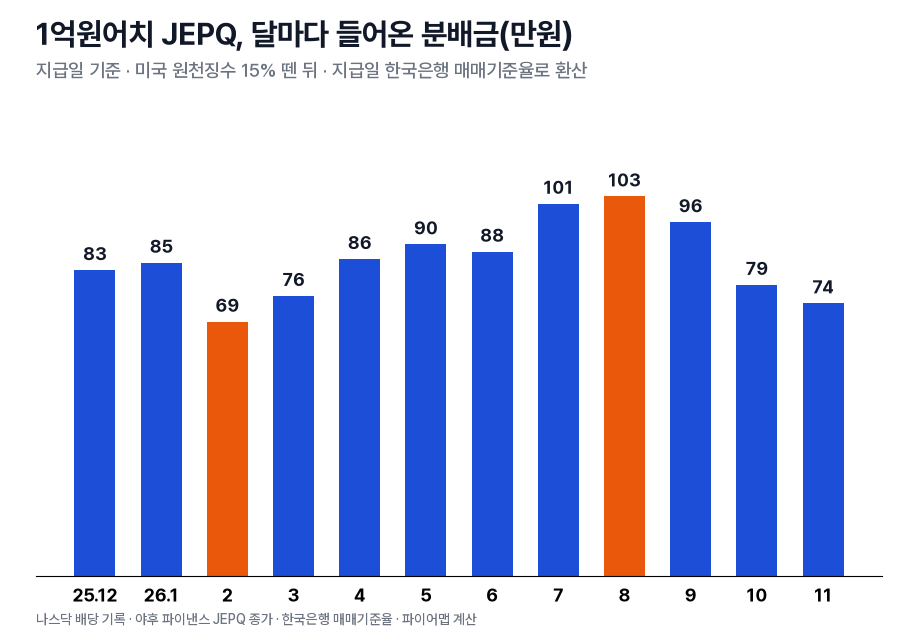 1억원어치 JEPQ, 달마다 들어온 분배금(만원)
지급일 기준 · 미국 원천징수 15% 뗀 뒤 · 지급일 한국은행 매매기준율로 환산
83 85 69 76 86 90 88 101 103 96 79 74
25.12 26.1 2 3 4 5 6 7 8 9 10 11
나스닥 배당 기록 · 야후 파이낸스 JEPQ 종가 · 한국은행 매매기준율 · 파이어맵 계산